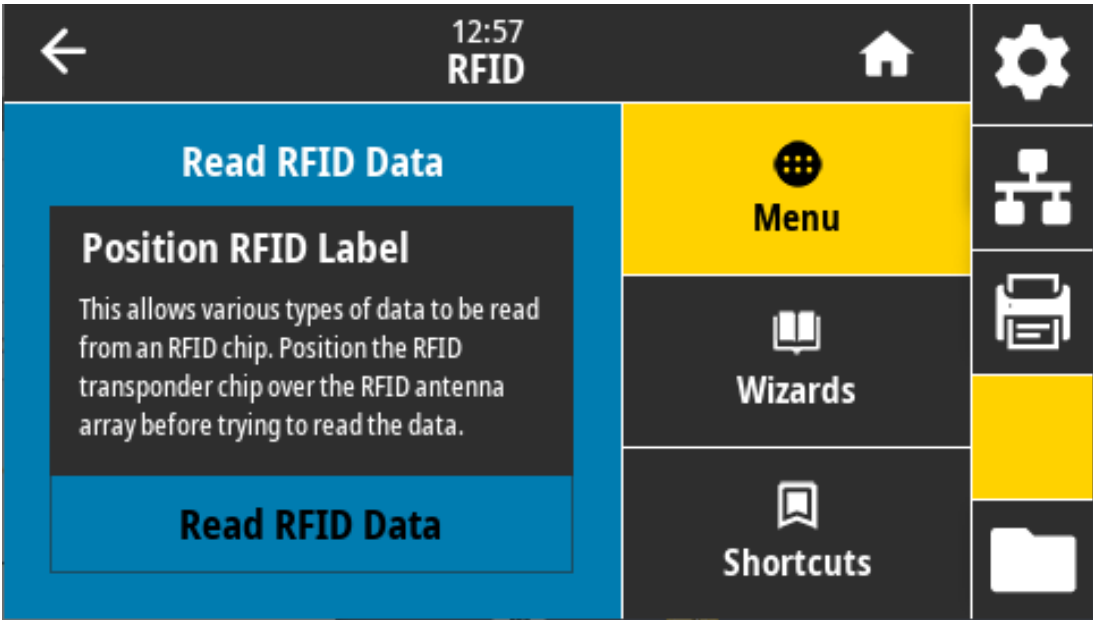 12:57
RFID
Read RFID Data
Position RFID Label
This allows various types of data to be read
from an RFID chip. Position the RFID
transponder chip over the RFID antenna
array before trying to read the data.
Read RFID Data
Menu
Wizards
Shortcuts